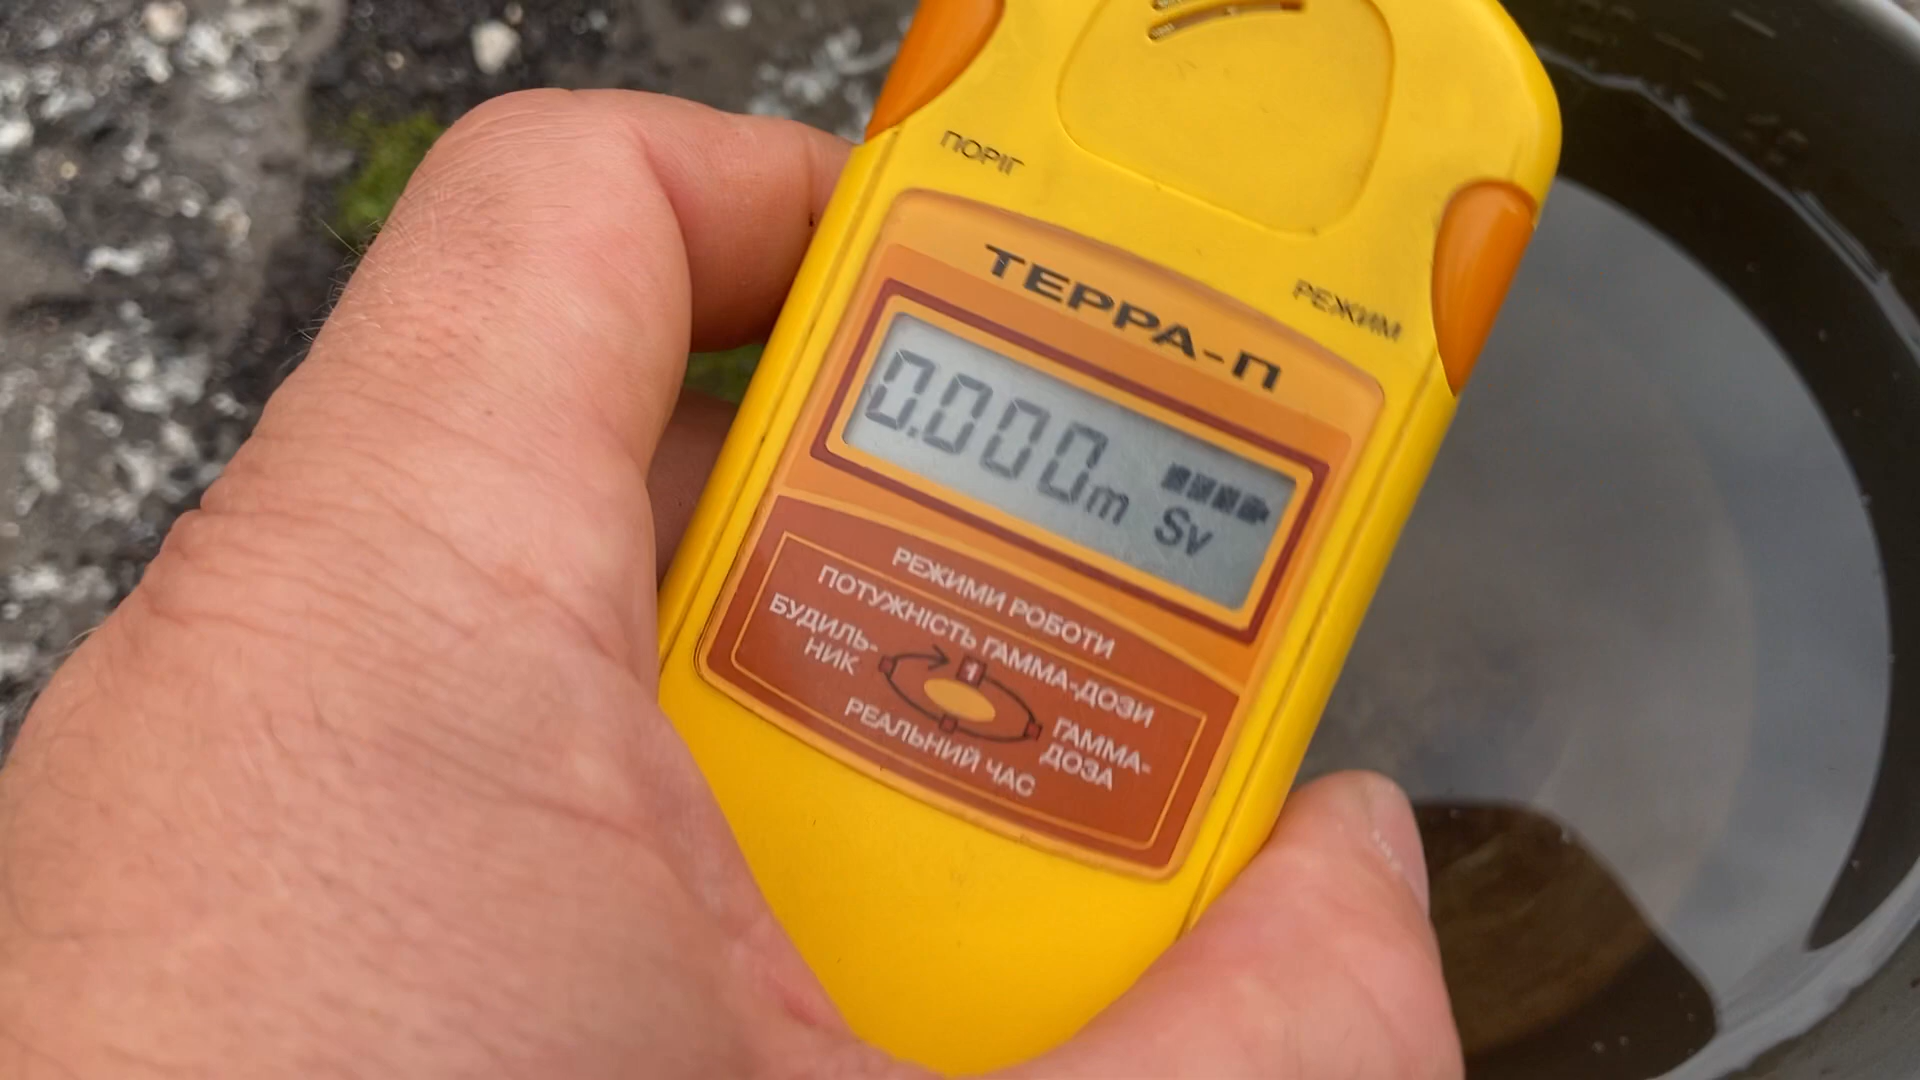 ПОРІГ
РЕЖИМ
ТЕРРА-П
0.000m Sv
РЕЖИМИ РОБОТИ
ПОТУЖНІСТЬ ГАММА-ДОЗИ
БУДИЛЬ-
НИК
1
ГАММА-
ДОЗА
РЕАЛЬНИЙ ЧАС